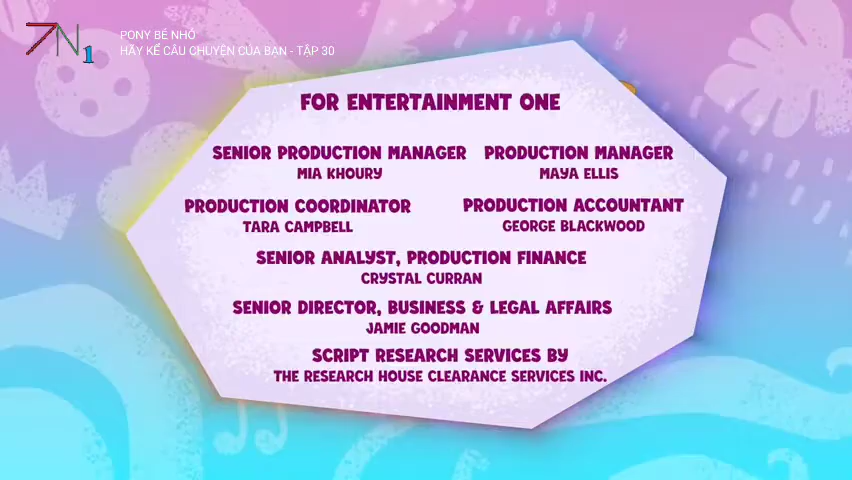 7N1
PONY BÉ NHỎ
HÃY KỂ CÂU CHUYỆN CỦA BẠN - TẬP 30
FOR ENTERTAINMENT ONE
SENIOR PRODUCTION MANAGER
MIA KHOURY
PRODUCTION MANAGER
MAYA ELLIS
PRODUCTION COORDINATOR
TARA CAMPBELL
PRODUCTION ACCOUNTANT
GEORGE BLACKWOOD
SENIOR ANALYST, PRODUCTION FINANCE
CRYSTAL CURRAN
SENIOR DIRECTOR, BUSINESS & LEGAL AFFAIRS
JAMIE GOODMAN
SCRIPT RESEARCH SERVICES BY
THE RESEARCH HOUSE CLEARANCE SERVICES INC.